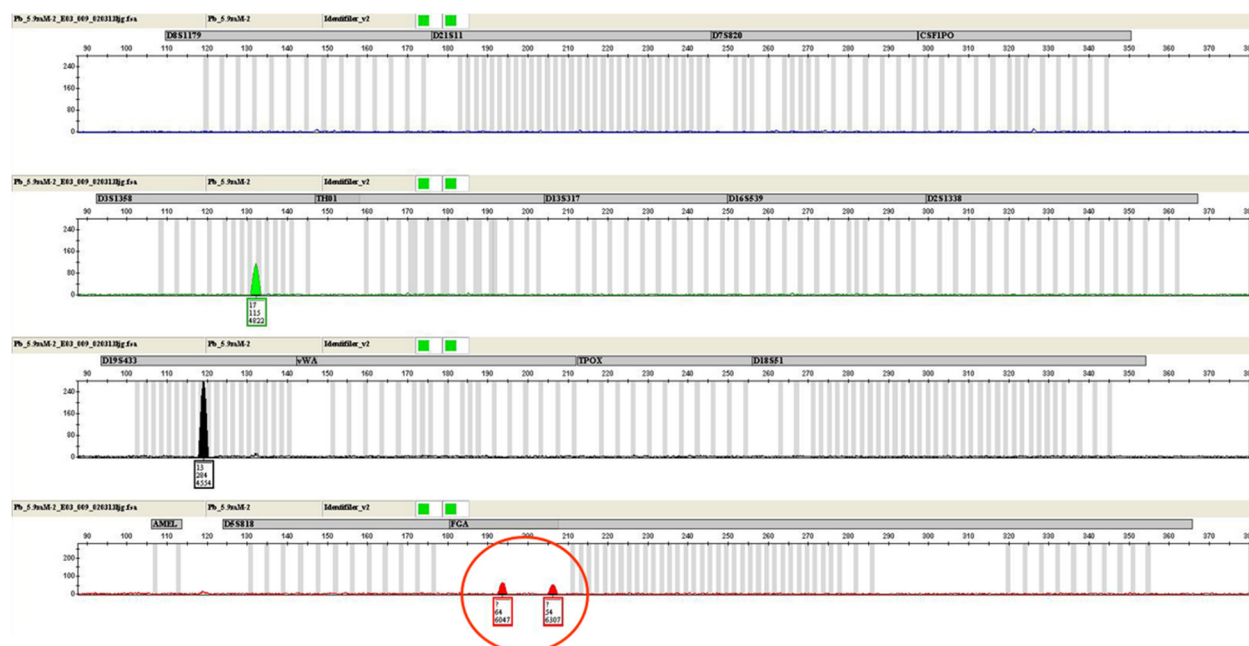 Pb_5.9mM-2_E03_009_020313ljg.fsa Pb_5.9mM-2 Identifiler_v2
D8S1179 D21S11 D7S820 CSF1PO
90 100 110 120 130 140 150 160 170 180 190 200 210 220 230 240 250 260 270 280 290 300 310 320 330 340 350 360 370
240
160
80
0
Pb_5.9mM-2_E03_009_020313ljg.fsa Pb_5.9mM-2 Identifiler_v2
D3S1358 TH01 D13S317 D16S539 D2S1338
90 100 110 120 130 140 150 160 170 180 190 200 210 220 230 240 250 260 270 280 290 300 310 320 330 340 350 360 370
240
160
80
0
17
115
4822
Pb_5.9mM-2_E03_009_020313ljg.fsa Pb_5.9mM-2 Identifiler_v2
D19S433 vWA TPOX D18S51
90 100 110 120 130 140 150 160 170 180 190 200 210 220 230 240 250 260 270 280 290 300 310 320 330 340 350 360 370
240
160
80
0
13
284
4554
Pb_5.9mM-2_E03_009_020313ljg.fsa Pb_5.9mM-2 Identifiler_v2
AMEL D5S818 FGA
90 100 110 120 130 140 150 160 170 180 190 200 210 220 230 240 250 260 270 280 290 300 310 320 330 340 350 360 370
200
100
0
? ?
64 54
6047 6307